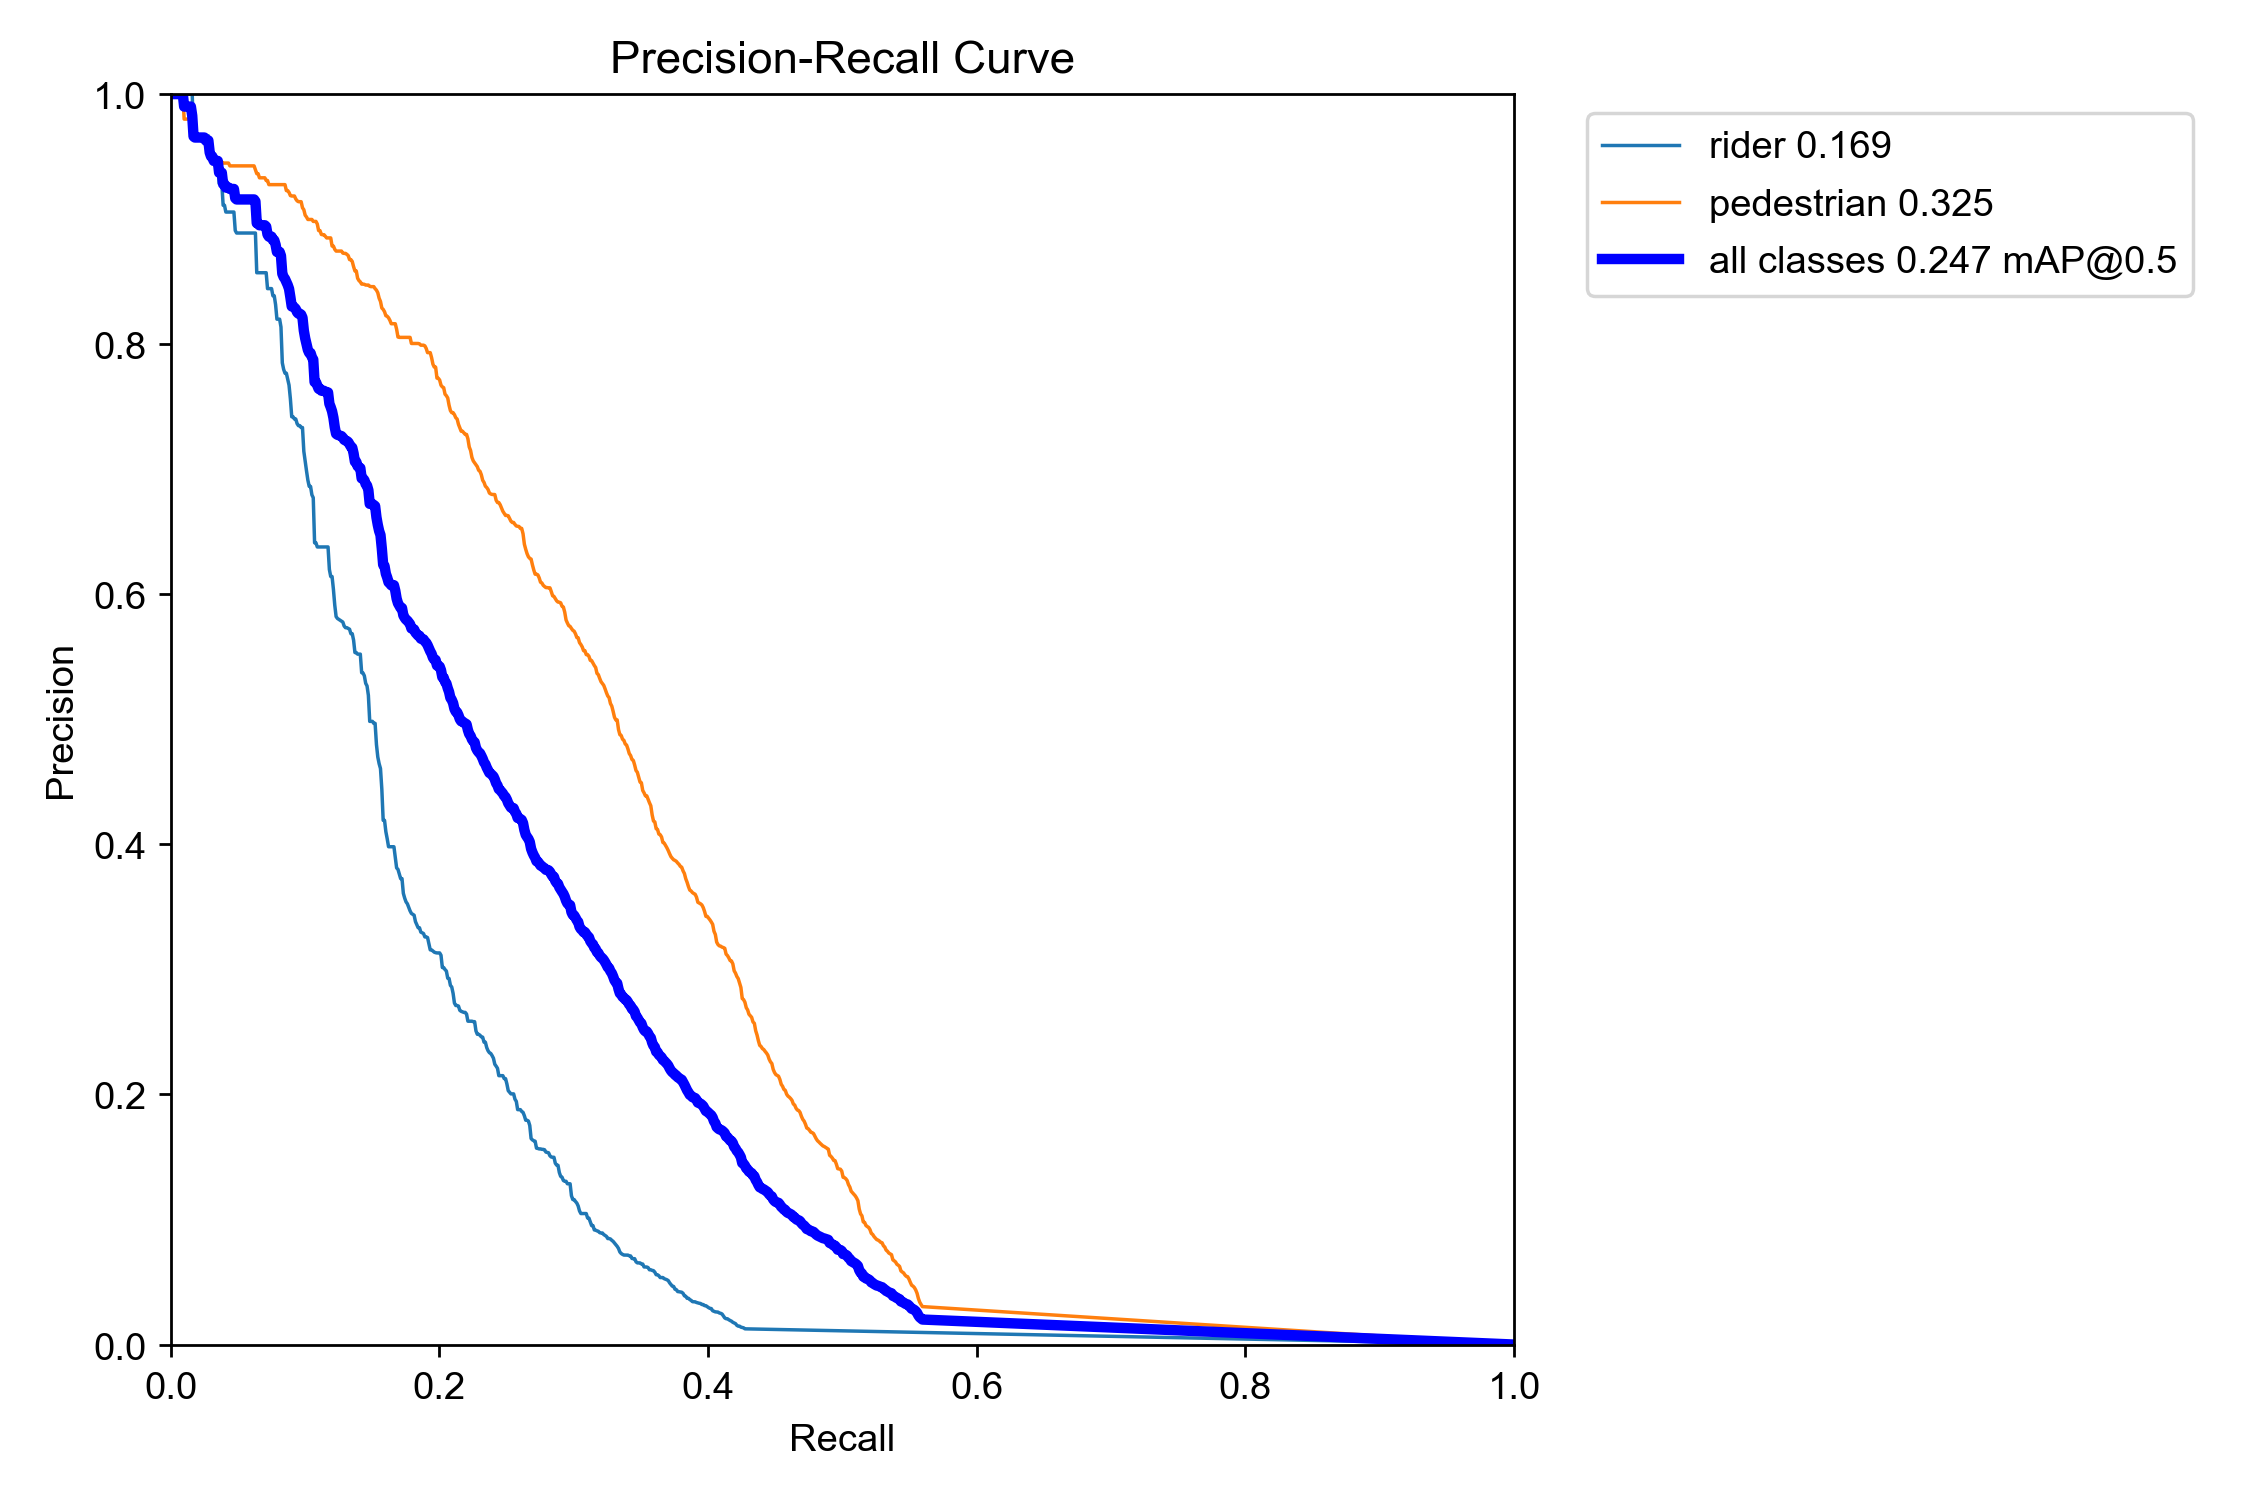 Precision-Recall Curve
rider 0.169
pedestrian 0.325
all classes 0.247 mAP@0.5
Precision
1.0
0.8
0.6
0.4
0.2
0.0
0.0 0.2 0.4 0.6 0.8 1.0
Recall